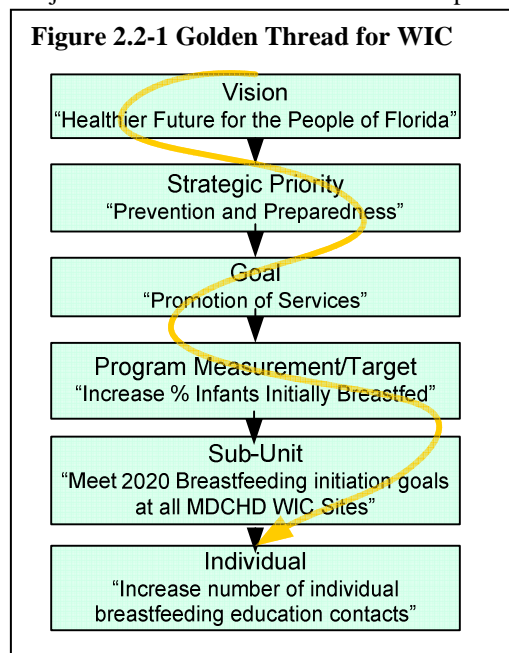 Figure 2.2-1 Golden Thread for WIC
Vision
“Healthier Future for the People of Florida”
Strategic Priority
“Prevention and Preparedness”
Goal
“Promotion of Services”
Program Measurement/Target
“Increase % Infants Initially Breastfed”
Sub-Unit
“Meet 2020 Breastfeeding initiation goals
at all MDCHD WIC Sites”
Individual
“Increase number of individual
breastfeeding education contacts”